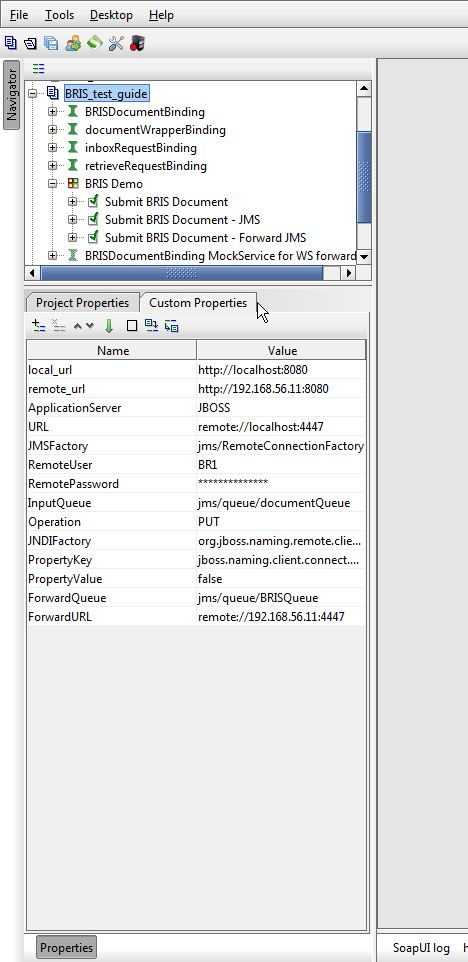 File Tools Desktop Help
Navigator
BRIS_test_guide
BRISDocumentBinding
documentWrapperBinding
inboxRequestBinding
retrieveRequestBinding
BRIS Demo
Submit BRIS Document
Submit BRIS Document - JMS
Submit BRIS Document - Forward JMS
BRISDocumentBinding MockService for WS forward
Project Properties Custom Properties
Name Value
local_url http://localhost:8080
remote_url http://192.168.56.11:8080
ApplicationServer JBOSS
URL remote://localhost:4447
JMSFactory jms/RemoteConnectionFactory
RemoteUser BR1
RemotePassword **************
InputQueue jms/queue/documentQueue
Operation PUT
JNDIFactory org.jboss.naming.remote.clie...
PropertyKey jboss.naming.client.connect....
PropertyValue false
ForwardQueue jms/queue/BRISQueue
ForwardURL remote://192.168.56.11:4447
Properties SoapUI log